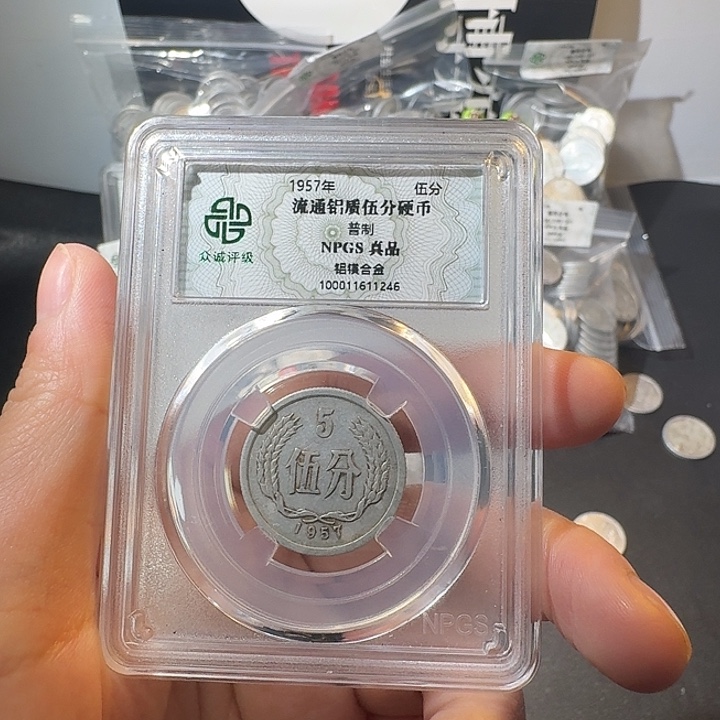 1957年 伍分
流通铝质伍分硬币
普制
NPGS 真品
铝镁合金
100011611246
众诚评级
5
伍分
1957
NPGS